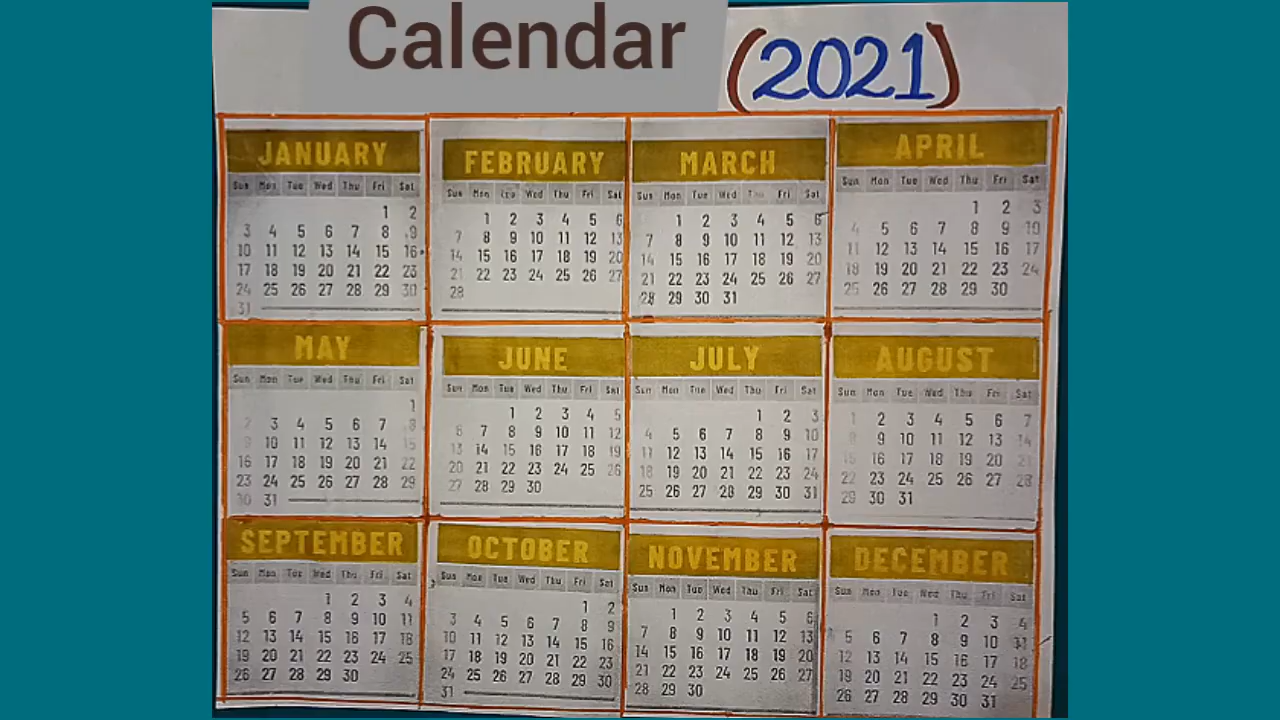 Calendar (2021)
JANUARY
Sun Mon Tue Wed Thu Fri Sat
1 2
3 4 5 6 7 8 9
10 11 12 13 14 15 16
17 18 19 20 21 22 23
24 25 26 27 28 29 30
31
FEBRUARY
Sun Mon Tue Wed Thu Fri Sat
1 2 3 4 5 6
7 8 9 10 11 12 13
14 15 16 17 18 19 20
21 22 23 24 25 26 27
28
MARCH
Sun Mon Tue Wed Thu Fri Sat
1 2 3 4 5 6
7 8 9 10 11 12 13
14 15 16 17 18 19 20
21 22 23 24 25 26 27
28 29 30 31
APRIL
Sun Mon Tue Wed Thu Fri Sat
1 2 3
4 5 6 7 8 9 10
11 12 13 14 15 16 17
18 19 20 21 22 23 24
25 26 27 28 29 30
MAY
Sun Mon Tue Wed Thu Fri Sat
1
2 3 4 5 6 7 8
9 10 11 12 13 14 15
16 17 18 19 20 21 22
23 24 25 26 27 28 29
30 31
JUNE
Sun Mon Tue Wed Thu Fri Sat
1 2 3 4 5
6 7 8 9 10 11 12
13 14 15 16 17 18 19
20 21 22 23 24 25 26
27 28 29 30
JULY
Sun Mon Tue Wed Thu Fri Sat
1 2 3
4 5 6 7 8 9 10
11 12 13 14 15 16 17
18 19 20 21 22 23 24
25 26 27 28 29 30 31
AUGUST
Sun Mon Tue Wed Thu Fri Sat
1 2 3 4 5 6 7
8 9 10 11 12 13 14
15 16 17 18 19 20 21
22 23 24 25 26 27 28
29 30 31
SEPTEMBER
Sun Mon Tue Wed Thu Fri Sat
1 2 3 4
5 6 7 8 9 10 11
12 13 14 15 16 17 18
19 20 21 22 23 24 25
26 27 28 29 30
OCTOBER
Sun Mon Tue Wed Thu Fri Sat
1 2
3 4 5 6 7 8 9
10 11 12 13 14 15 16
17 18 19 20 21 22 23
24 25 26 27 28 29 30
31
NOVEMBER
Sun Mon Tue Wed Thu Fri Sat
1 2 3 4 5 6
7 8 9 10 11 12 13
14 15 16 17 18 19 20
21 22 23 24 25 26 27
28 29 30
DECEMBER
Sun Mon Tue Wed Thu Fri Sat
1 2 3 4
5 6 7 8 9 10 11
12 13 14 15 16 17 18
19 20 21 22 23 24 25
26 27 28 29 30 31